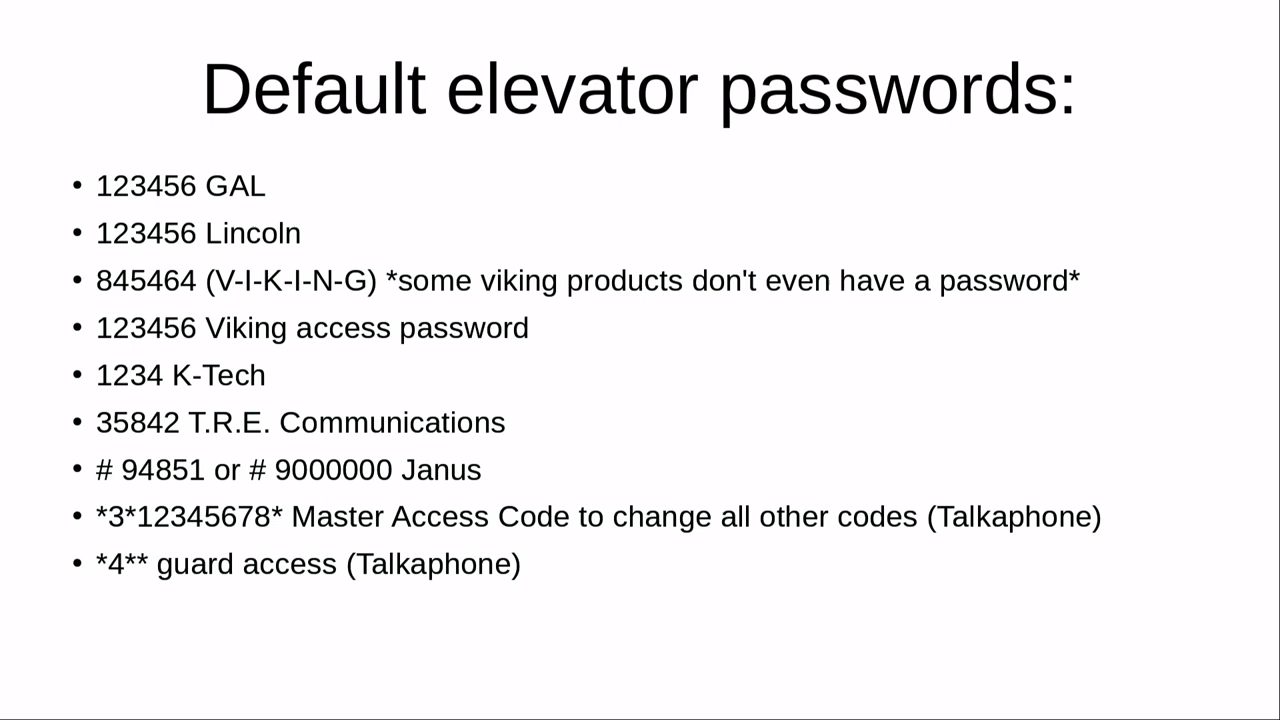 Default elevator passwords:
• 123456 GAL
• 123456 Lincoln
• 845464 (V-I-K-I-N-G) *some viking products don't even have a password*
• 123456 Viking access password
• 1234 K-Tech
• 35842 T.R.E. Communications
• # 94851 or # 9000000 Janus
• *3*12345678* Master Access Code to change all other codes (Talkaphone)
• *4** guard access (Talkaphone)